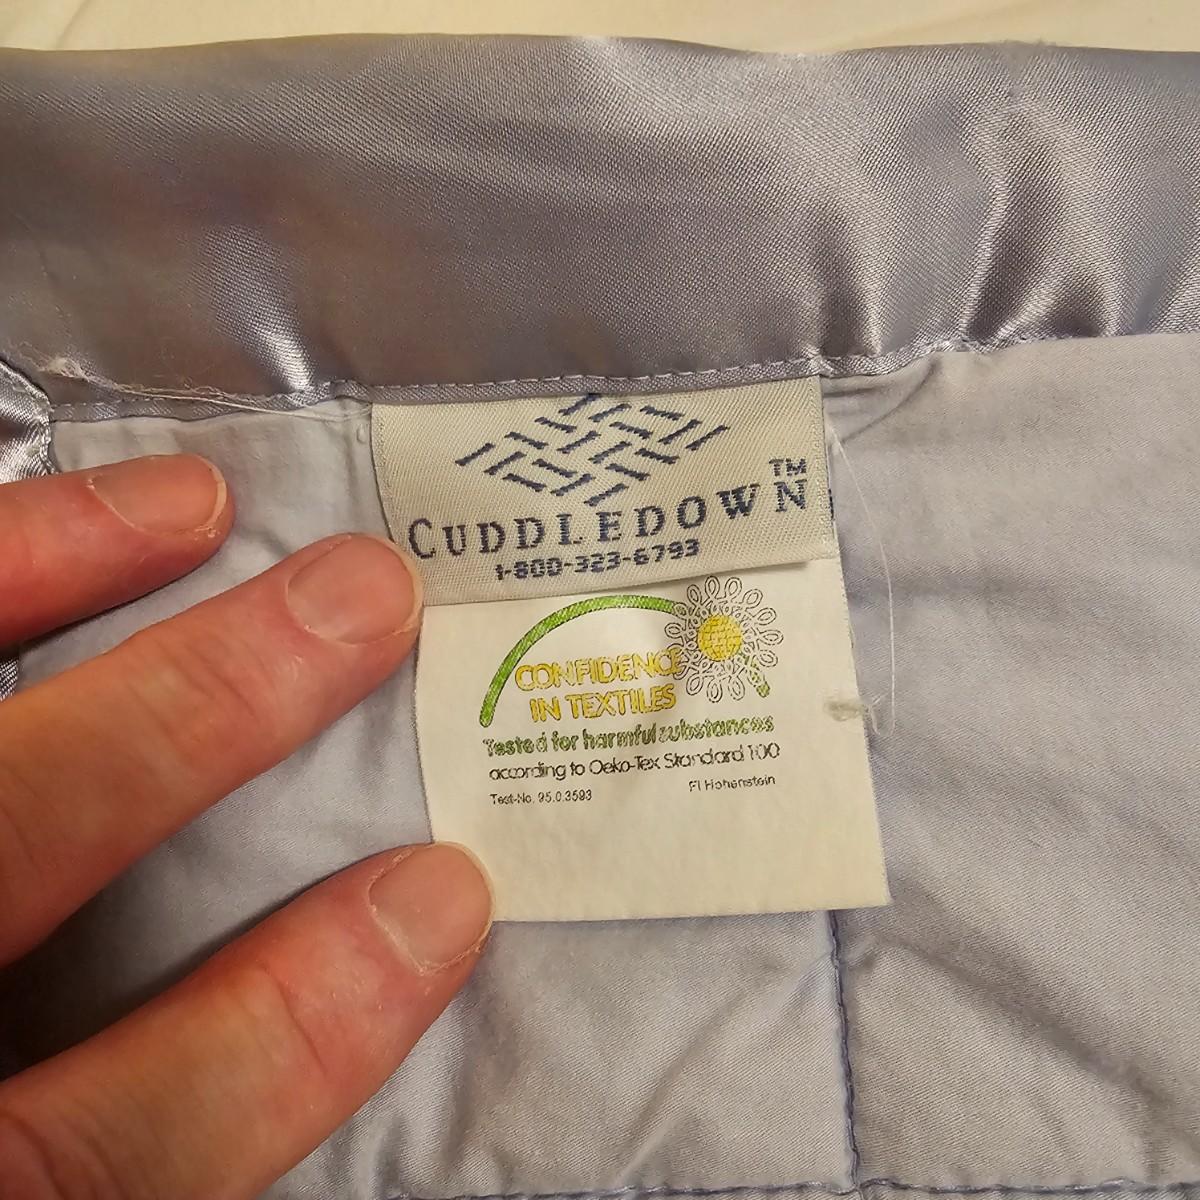 CUDDLEDOWN™
1-800-323-6793
CONFIDENCE
IN TEXTILES
Tested for harmful substances
according to Oeko-Tex Standard 100
Test-No. 95.0.3593 FI Hohenstein